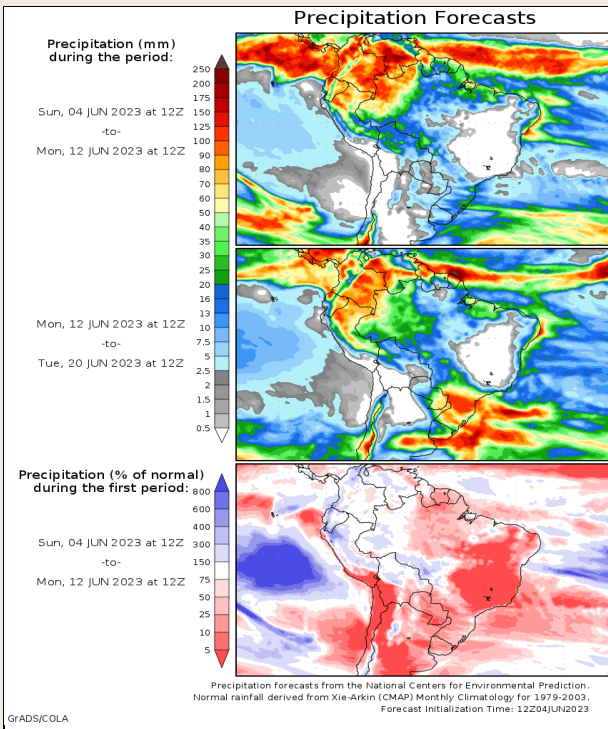 Precipitation Forecasts
Precipitation (mm)
during the period:
Sun, 04 JUN 2023 at 12Z
-to-
Mon, 12 JUN 2023 at 12Z
250
200
175
150
125
100
90
80
70
60
50
40
35
30
25
20
16
13
10
7.5
5
2.5
2
1.5
1
0.5
Mon, 12 JUN 2023 at 12Z
-to-
Tue, 20 JUN 2023 at 12Z
Precipitation (% of normal)
during the first period:
Sun, 04 JUN 2023 at 12Z
-to-
Mon, 12 JUN 2023 at 12Z
800
600
400
300
150
75
50
25
10
5
Precipitation forecasts from the National Centers for Environmental Prediction.
Normal rainfall derived from Xie-Arkin (CMAP) Monthly Climatology for 1979-2003.
Forecast Initialization Time: 12Z04JUN2023
GrADS/COLA